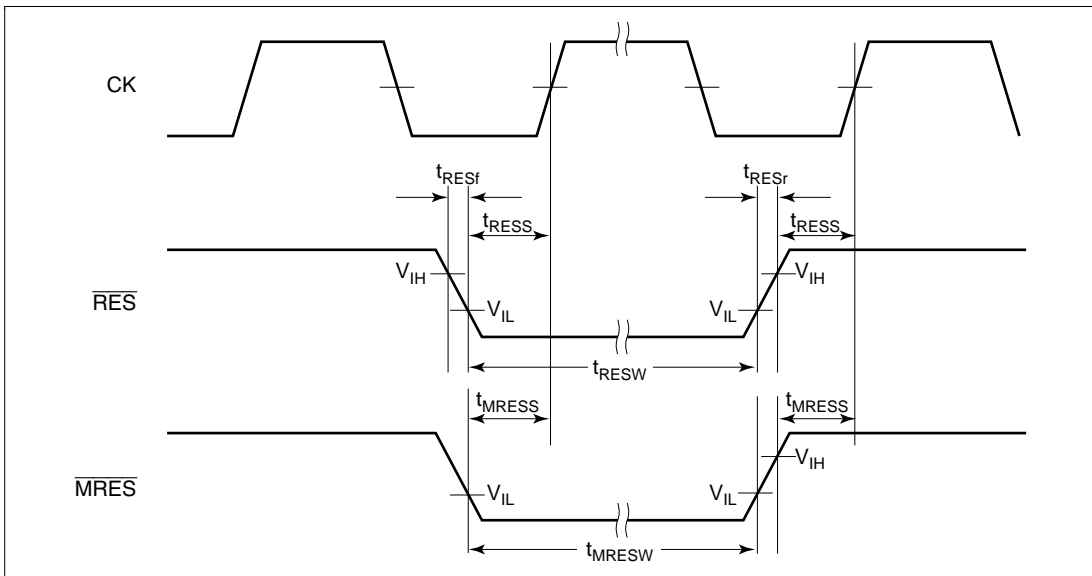 CK
tRESf
tRESr
tRESS
tRESS
VIH
VIH
RES
VIL
VIL
tRESW
tMRESS
tMRESS
VIH
MRES
VIL
VIL
tMRESW